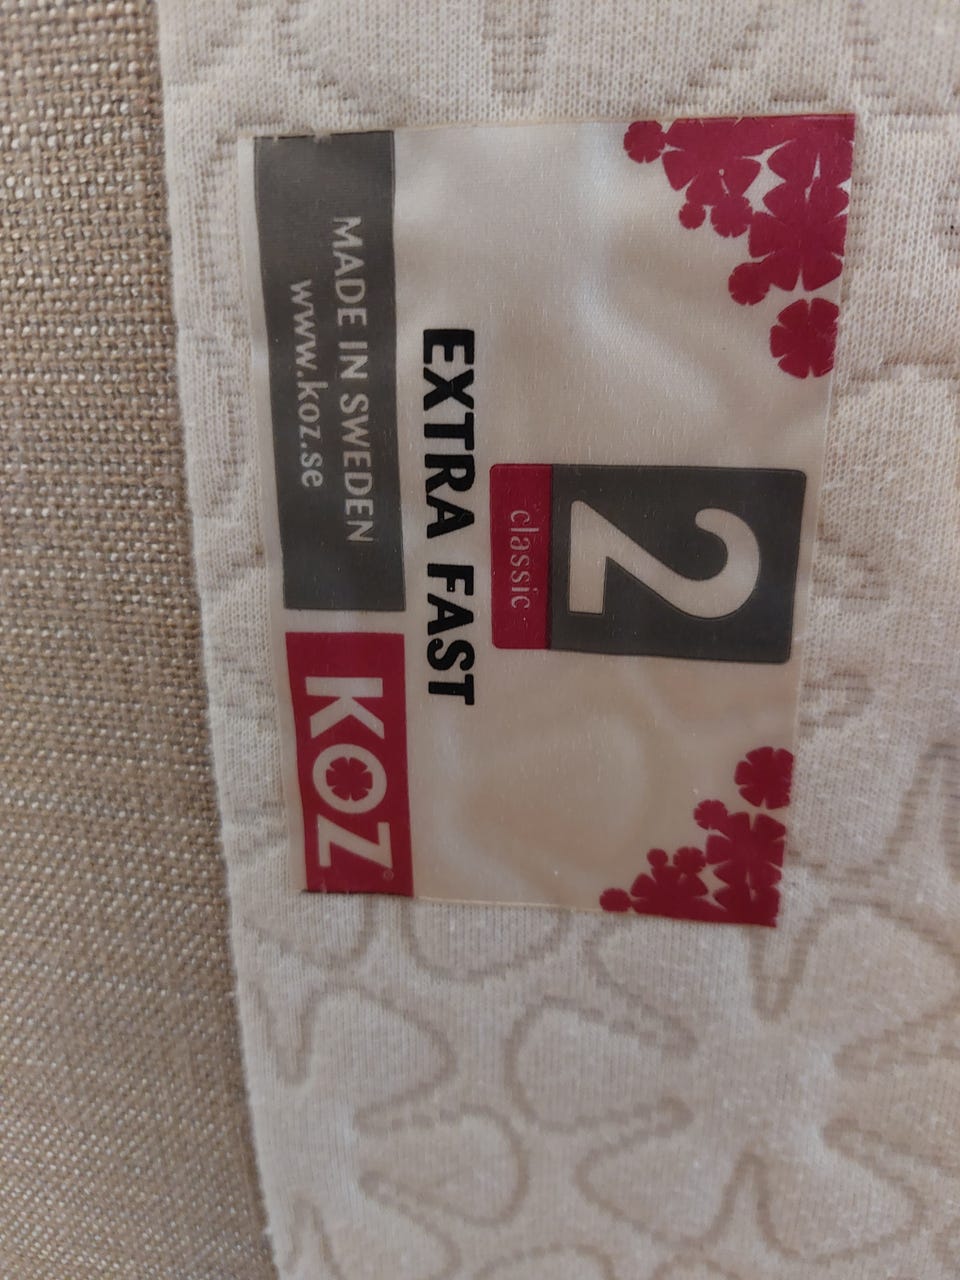 2
classic
EXTRA FAST
MADE IN SWEDEN
www.koz.se
KOZ®